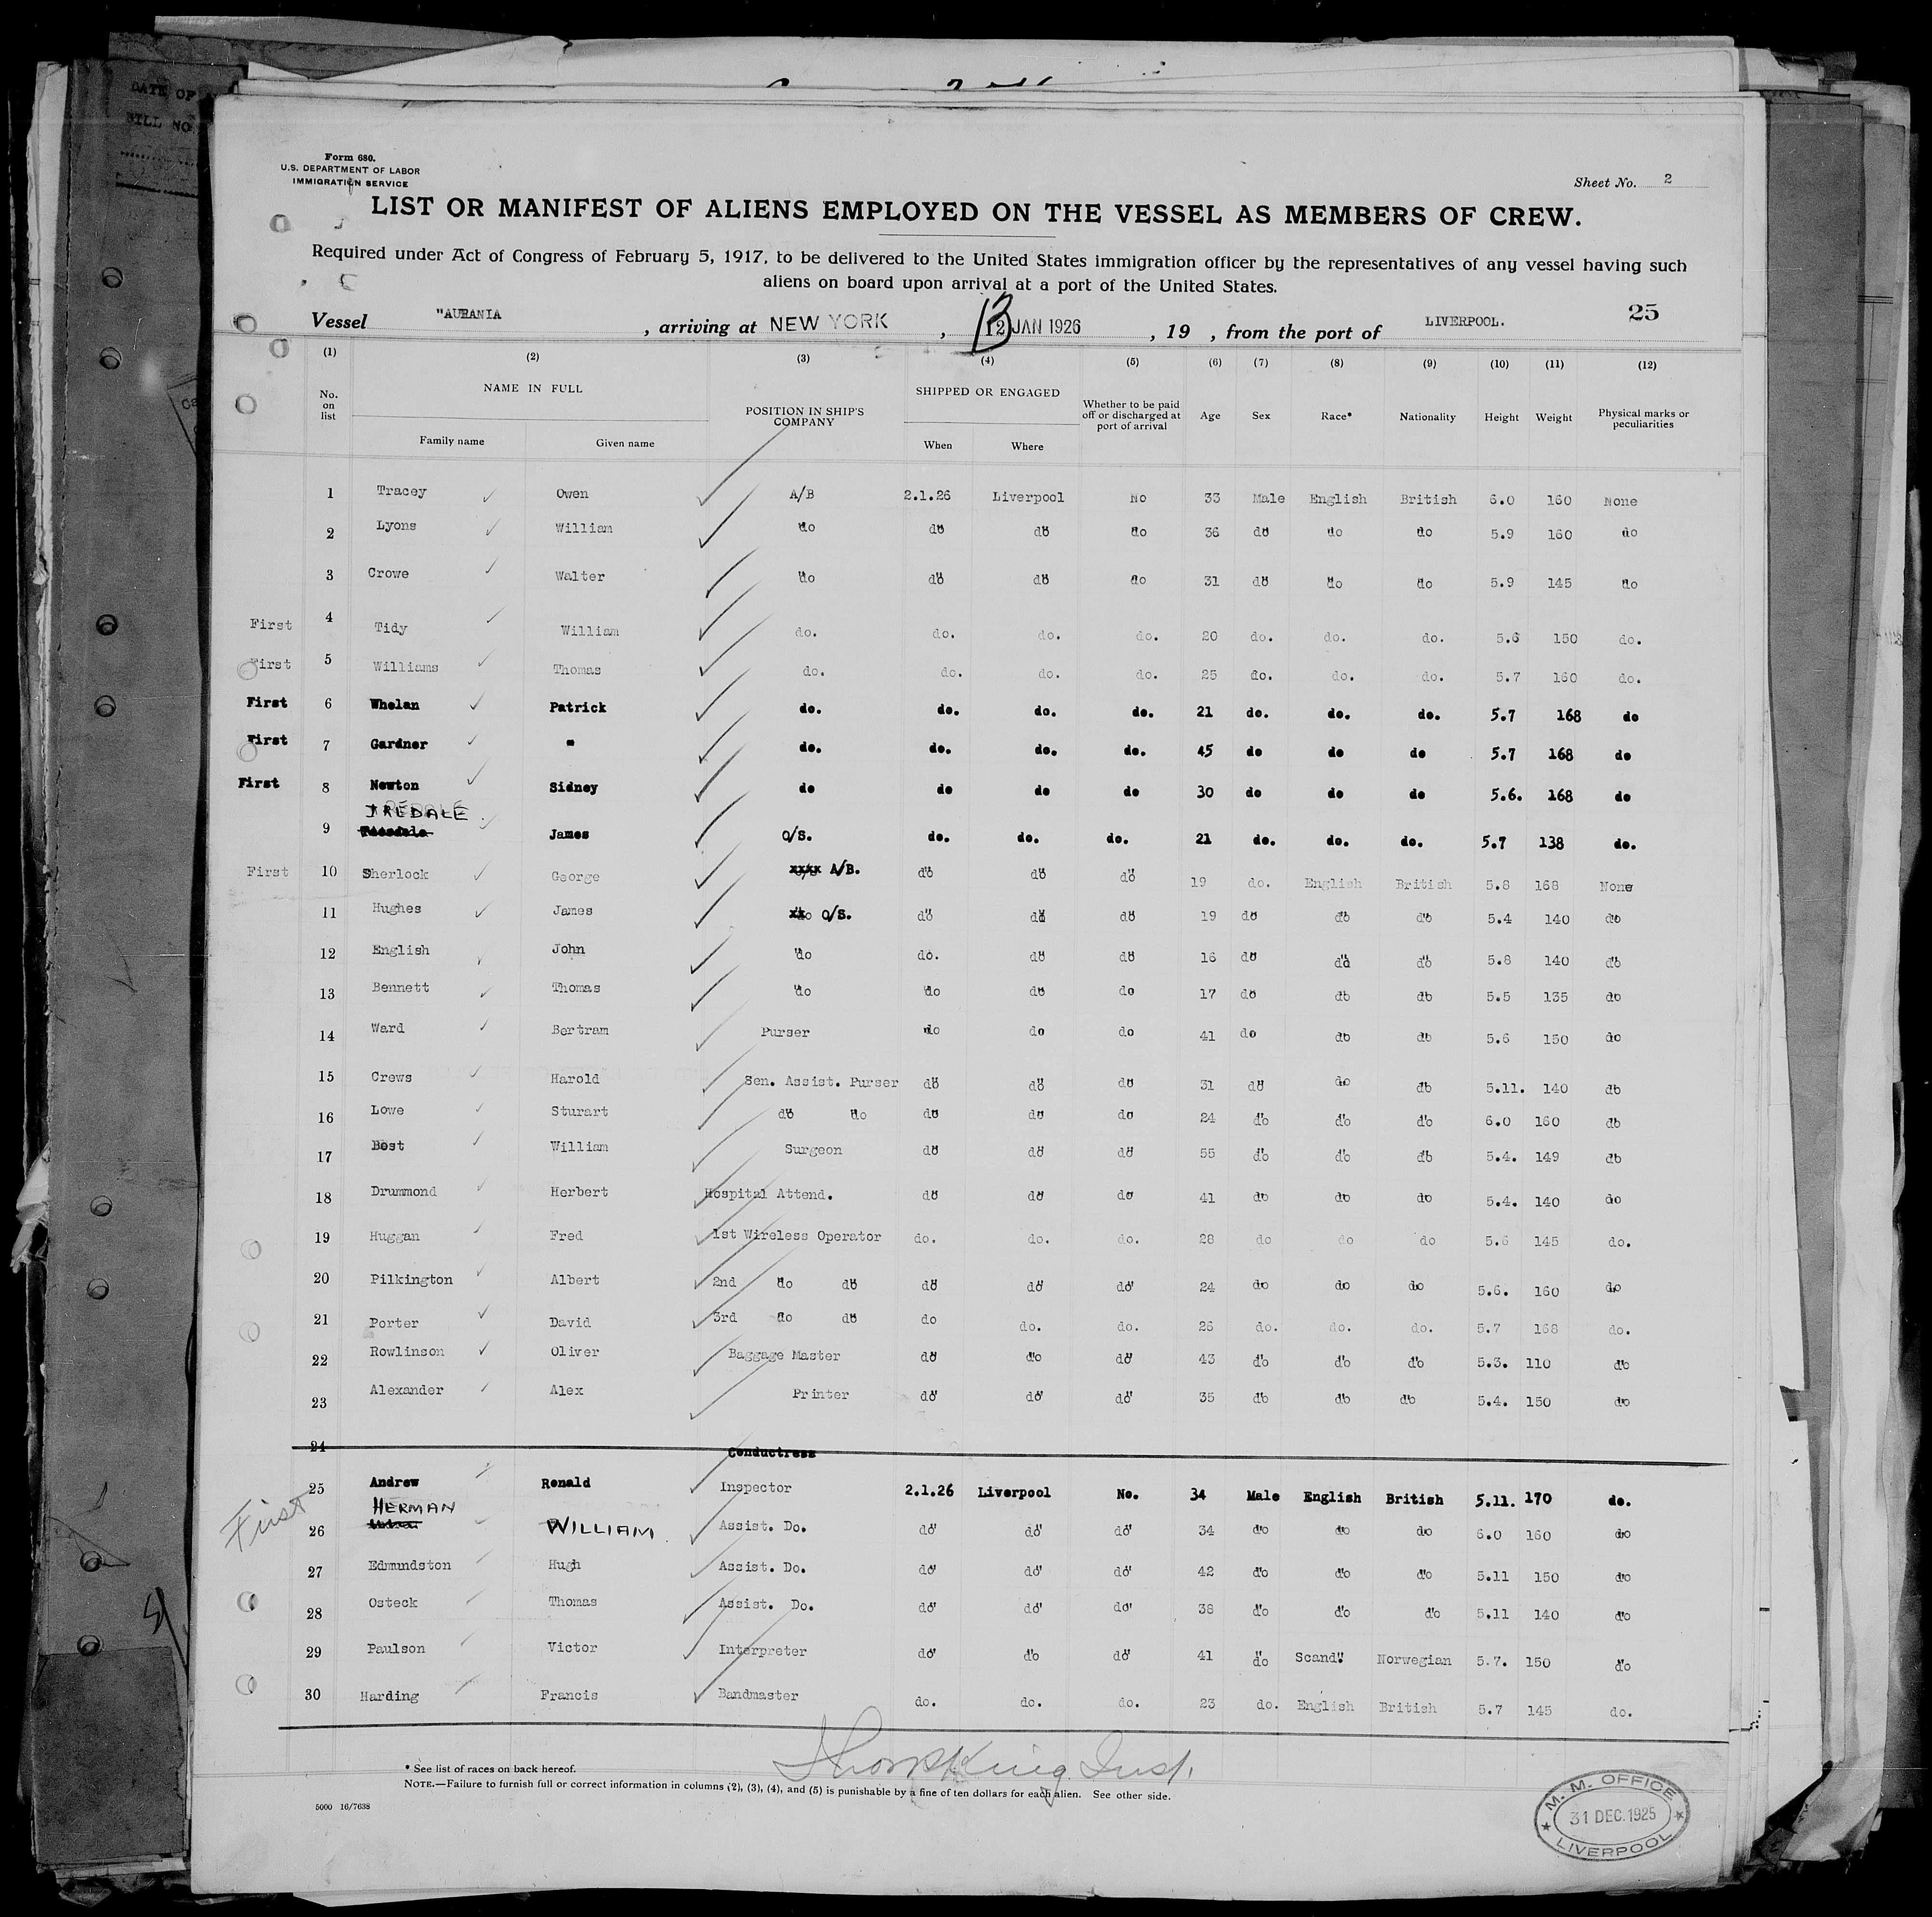 DATE OF
BILL NO
Form 680.
U.S. DEPARTMENT OF LABOR
IMMIGRATION SERVICE
Sheet No. 2
LIST OR MANIFEST OF ALIENS EMPLOYED ON THE VESSEL AS MEMBERS OF CREW.
Required under Act of Congress of February 5, 1917, to be delivered to the United States immigration officer by the representatives of any vessel having such
aliens on board upon arrival at a port of the United States.
25
Vessel "AURANIA , arriving at NEW YORK , 12 JAN 1926 , 19 , from the port of LIVERPOOL.
(1) (2) (3) (4) (5) (6) (7) (8) (9) (10) (11) (12)
No. on list NAME IN FULL Family name Given name POSITION IN SHIP'S COMPANY SHIPPED OR ENGAGED When Where Whether to be paid off or discharged at port of arrival Age Sex Race* Nationality Height Weight Physical marks or peculiarities
1 Tracey Owen A/B 2.1.26 Liverpool No 33 Male English British 6.0 160 None
2 Lyons William do do do do 36 do do do 5.9 160 do
3 Crowe Walter do do do do 31 do do do 5.9 145 do
First 4 Tidy William do. do. do. do. 20 do. do. do. 5.6 150 do.
First 5 Williams Thomas do. do. do. do. 25 do. do. do. 5.7 160 do.
First 6 Whelan Patrick do. do. do. do. 21 do. do. do. 5.7 168 do
First 7 Gardner " do. do. do. do. 45 do do do 5.7 168 do
First 8 Newton Sidney do do do do 30 do do do 5.6. 168 do
IREDALE
9 James O/S. do. do. do. 21 do. do. do. 5.7 138 do.
First 10 Sherlock George xxxx A/B. do do do 19 do. English British 5.8 168 None
11 Hughes James do O/S. do do do 19 do do do 5.4 140 do
12 English John do do. do do 16 do do do 5.8 140 do
13 Bennett Thomas do do do do 17 do do do 5.5 135 do
14 Ward Bertram Purser do do do 41 do do do 5.6 150 do
15 Crews Harold Sen. Assist. Purser do do do 31 do do do 5.11. 140 do
16 Lowe Sturart do do do do do 24 do do do 6.0 160 do
17 Bost William Surgeon do do do 55 do do do 5.4. 149 do
18 Drummond Herbert Hospital Attend. do do do 41 do do do 5.4. 140 do
19 Huggan Fred 1st Wireless Operator do. do. do. 28 do do do 5.6 145 do.
20 Pilkington Albert 2nd do do do do do 24 do do do 5.6. 160 do
21 Porter David 3rd do do do do. do. 26 do. do. do. 5.7 168 do.
22 Rowlinson Oliver Baggage Master do do do 43 do do do 5.3. 110 do
23 Alexander Alex Printer do do do 35 do do do 5.4. 150 do
24 Conductress
25 Andrew Ronald Inspector 2.1.26 Liverpool No. 34 Male English British 5.11. 170 do.
HERMAN
First 26 WILLIAM. Assist. Do. do do do 34 do do do 6.0 160 do
27 Edmundston Hugh Assist. Do. do do do 42 do do do 5.11 150 do
28 Osteck Thomas Assist. Do. do do do 38 do do do 5.11 140 do
29 Paulson Victor Interpreter do do do 41 do Scand. Norwegian 5.7. 150 do
30 Harding Francis Bandmaster do. do. do. 23 do. English British 5.7 145 do.
* See list of races on back hereof.
NOTE.—Failure to furnish full or correct information in columns (2), (3), (4), and (5) is punishable by a fine of ten dollars for each alien. See other side.
5000 16/7638
M. M. OFFICE
31 DEC. 1925
LIVERPOOL